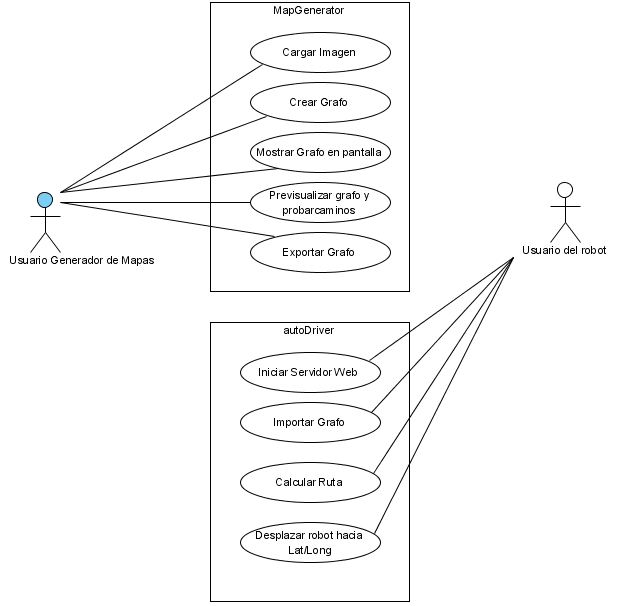 MapGenerator
Cargar Imagen
Crear Grafo
Mostrar Grafo en pantalla
Previsualizar grafo y
probarcaminos
Exportar Grafo
Usuario Generador de Mapas
Usuario del robot
autoDriver
Iniciar Servidor Web
Importar Grafo
Calcular Ruta
Desplazar robot hacia
Lat/Long